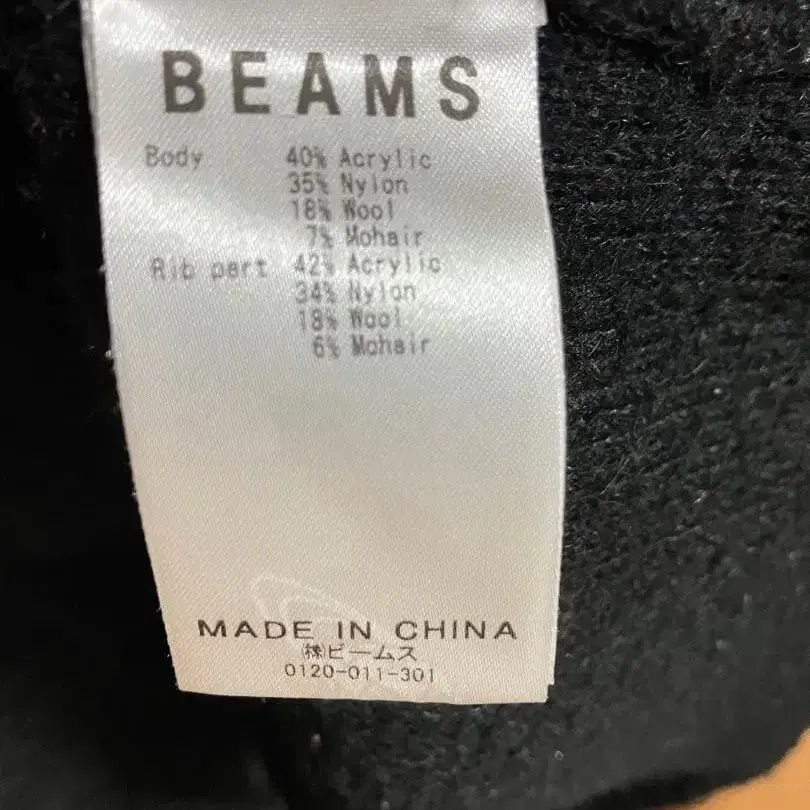 BEAMS
Body 40% Acrylic
35% Nylon
18% Wool
7% Mohair
Rib part 42% Acrylic
34% Nylon
18% Wool
6% Mohair
MADE IN CHINA
㈱ビームス
0120-011-301